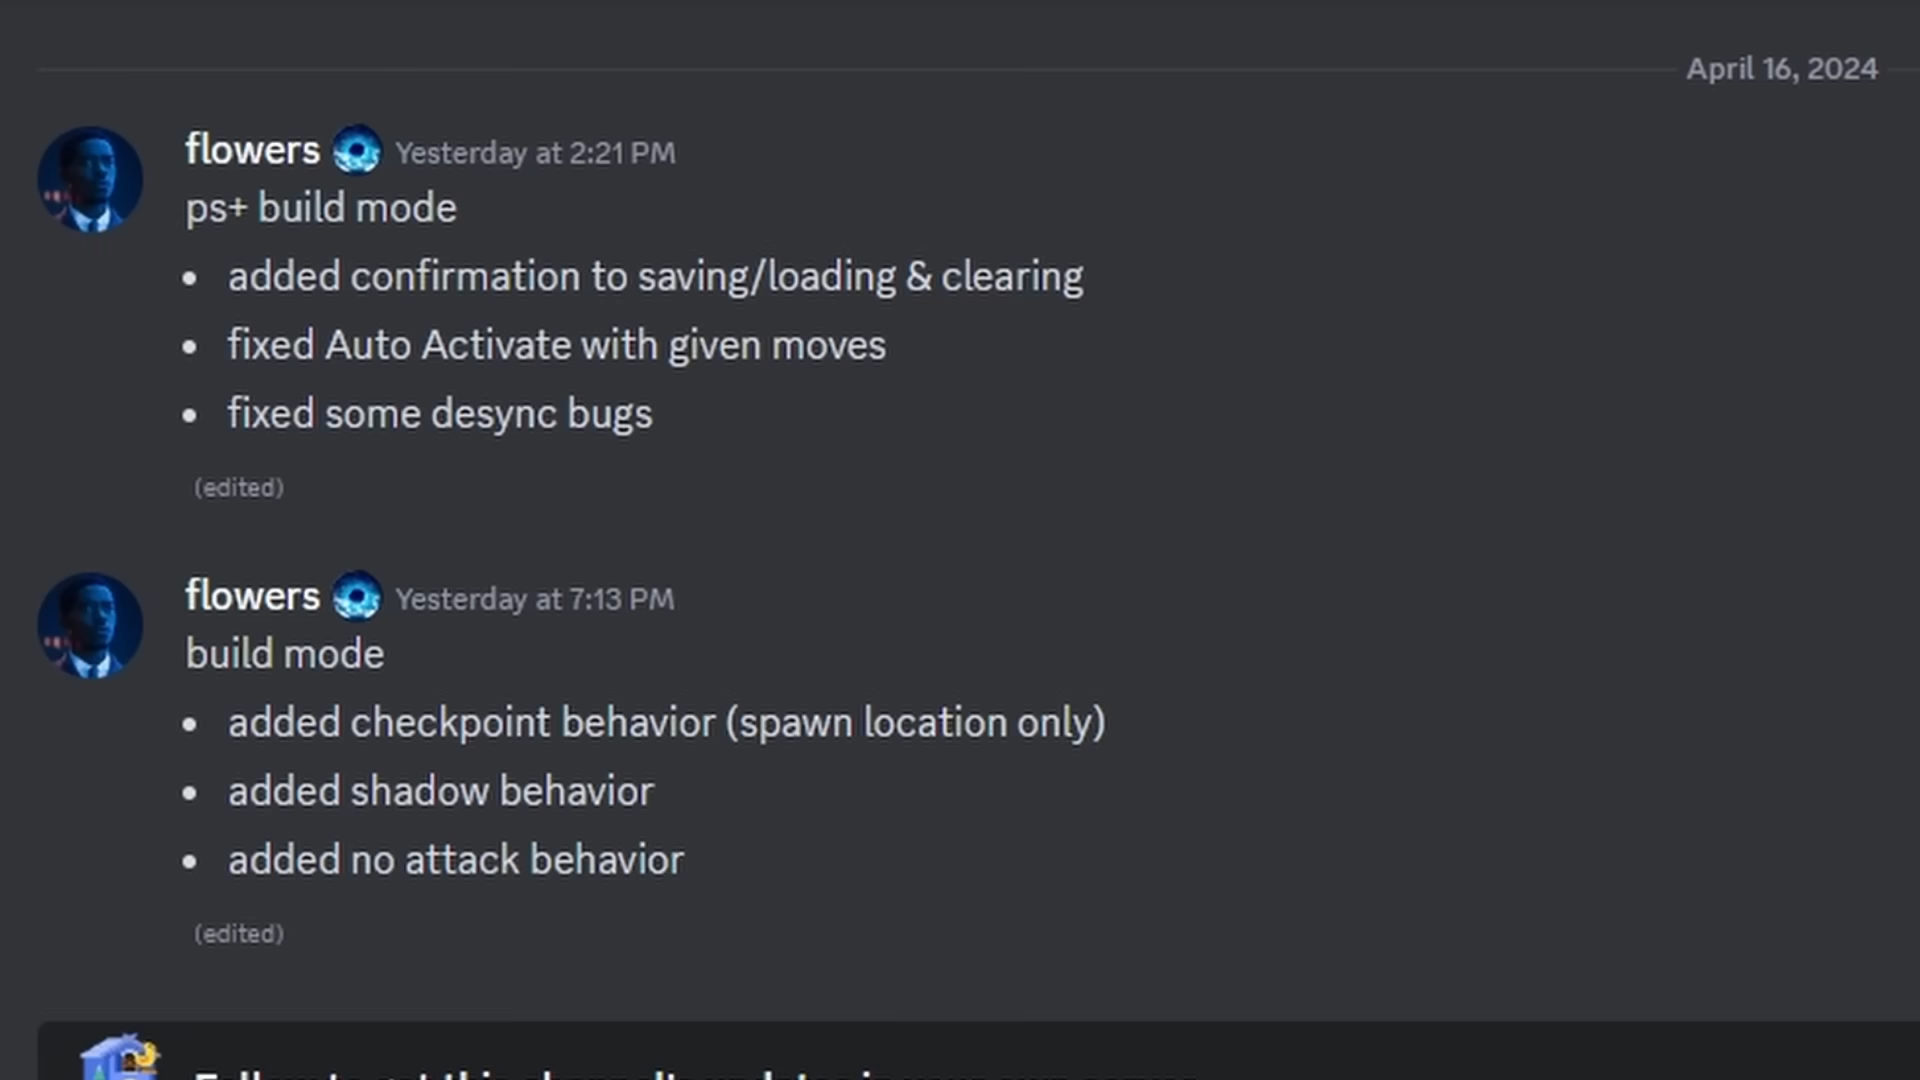 April 16, 2024
flowers Yesterday at 2:21 PM
ps+ build mode
• added confirmation to saving/loading & clearing
• fixed Auto Activate with given moves
• fixed some desync bugs
(edited)
flowers Yesterday at 7:13 PM
build mode
• added checkpoint behavior (spawn location only)
• added shadow behavior
• added no attack behavior
(edited)